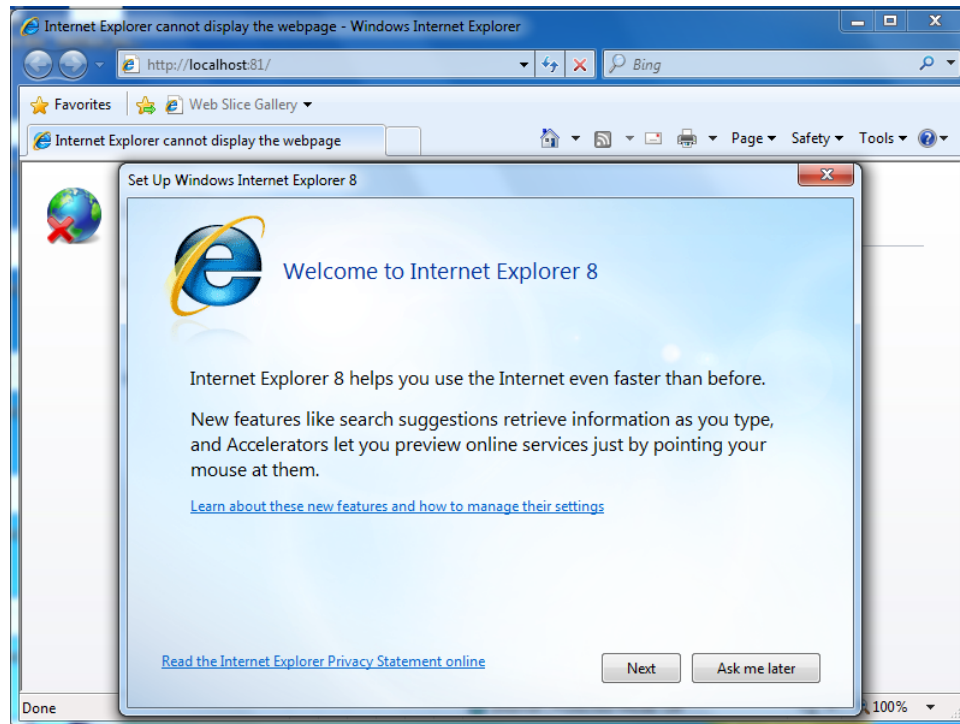 Internet Explorer cannot display the webpage - Windows Internet Explorer
http://localhost:81/
Bing
Favorites
Web Slice Gallery
Internet Explorer cannot display the webpage
Page Safety Tools
Set Up Windows Internet Explorer 8
Welcome to Internet Explorer 8
Internet Explorer 8 helps you use the Internet even faster than before.
New features like search suggestions retrieve information as you type,
and Accelerators let you preview online services just by pointing your
mouse at them.
Learn about these new features and how to manage their settings
Read the Internet Explorer Privacy Statement online
Next
Ask me later
Done
100%